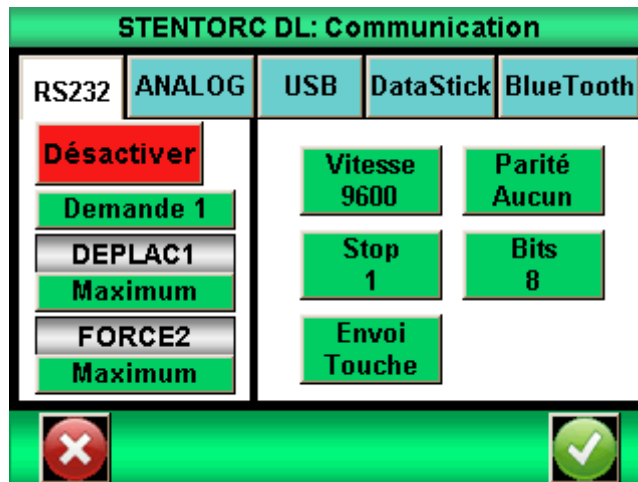 STENTORC DL: Communication
RS232 ANALOG USB DataStick BlueTooth
Désactiver
Demande 1
DEPLAC1
Maximum
FORCE2
Maximum
Vitesse
9600
Parité
Aucun
Stop
1
Bits
8
Envoi
Touche